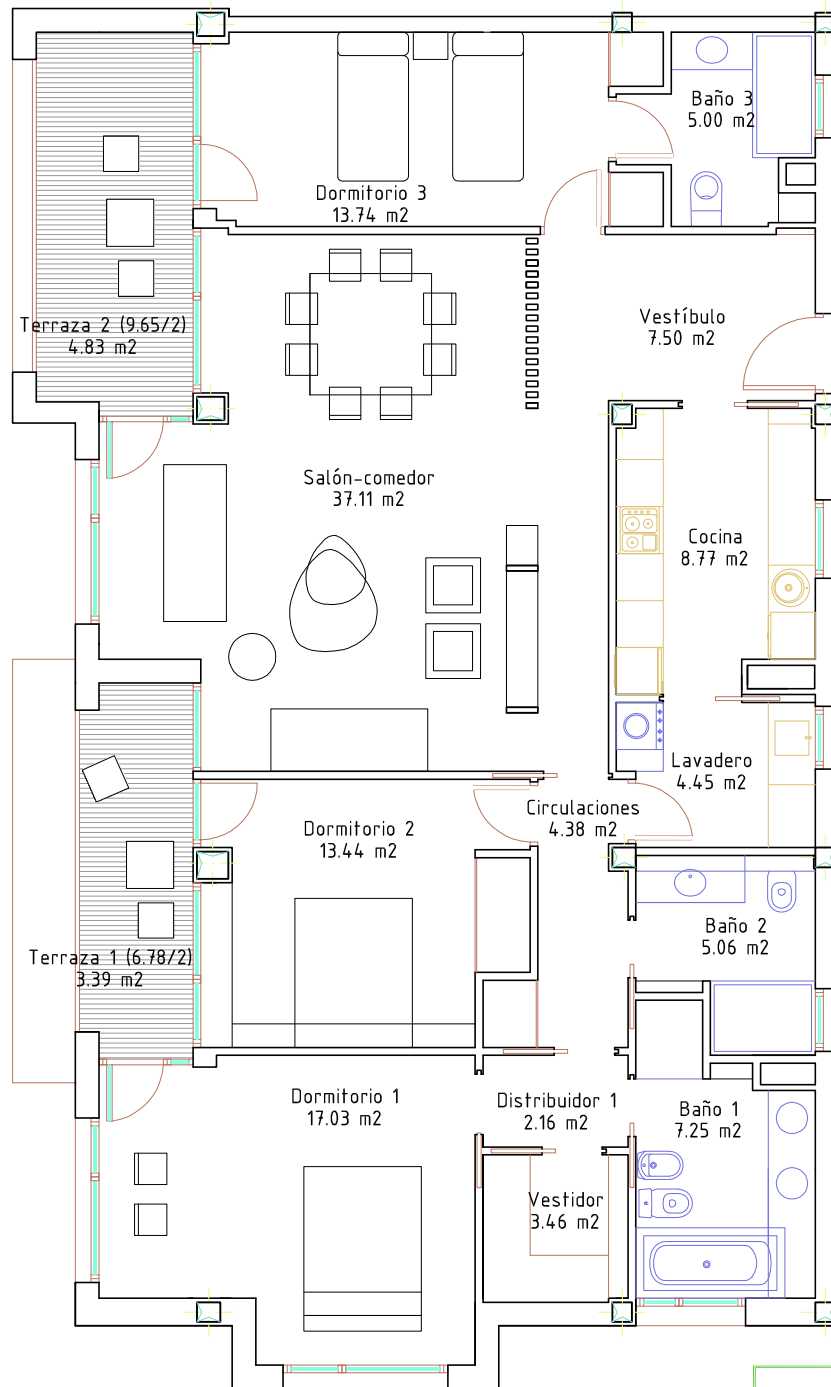 Baño 3
5.00 m2
Dormitorio 3
13.74 m2
Terraza 2 (9.65/2)
4.83 m2
Vestíbulo
7.50 m2
Salón-comedor
37.11 m2
Cocina
8.77 m2
Lavadero
4.45 m2
Circulaciones
4.38 m2
Dormitorio 2
13.44 m2
Baño 2
5.06 m2
Terraza 1 (6.78/2)
3.39 m2
Dormitorio 1
17.03 m2
Distribuidor 1
2.16 m2
Baño 1
7.25 m2
Vestidor
3.46 m2